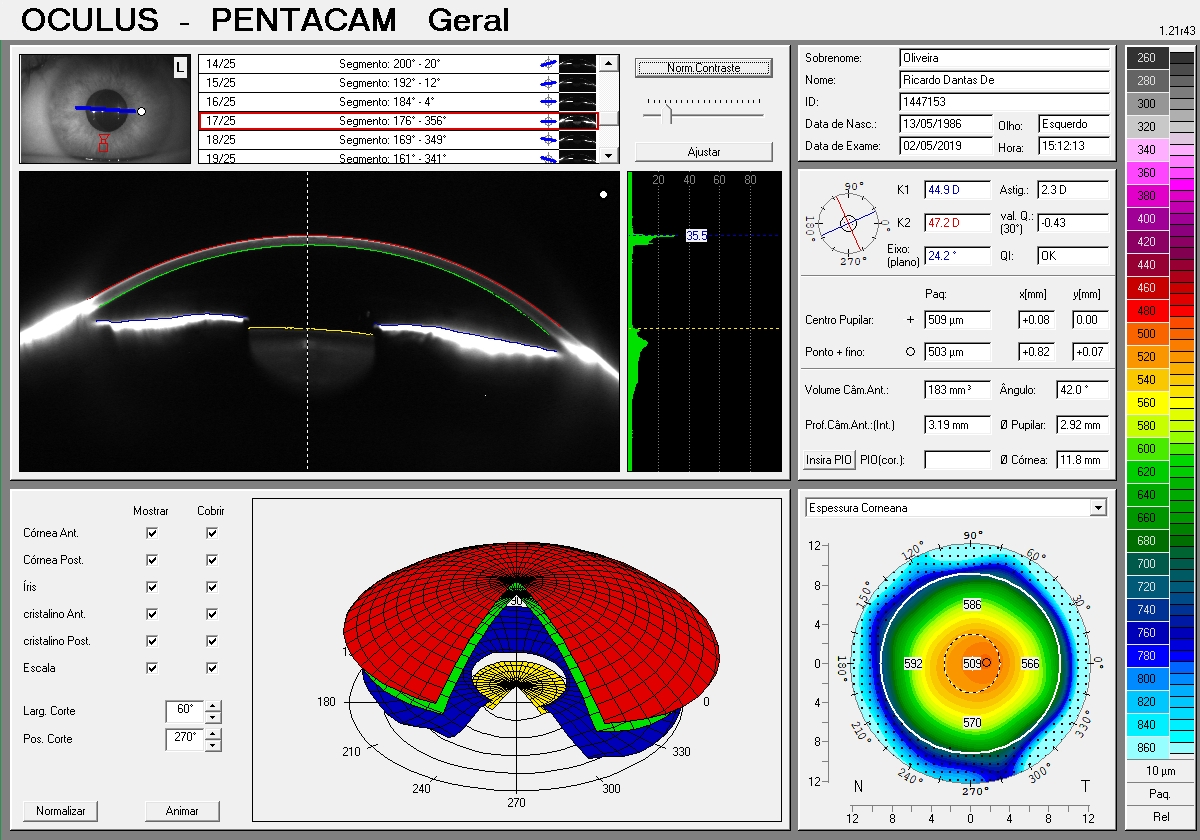 OCULUS - PENTACAM Geral
1.21r43
L
14/25 Segmento: 200° - 20°
15/25 Segmento: 192° - 12°
16/25 Segmento: 184° - 4°
17/25 Segmento: 176° - 356°
18/25 Segmento: 169° - 349°
19/25 Segmento: 161° - 341°
Norm.Contraste
Ajustar
20 40 60 80
35.5
Sobrenome: Oliveira
Nome: Ricardo Dantas De
ID: 1447153
Data de Nasc.: 13/05/1986 Olho: Esquerdo
Data de Exame: 02/05/2019 Hora: 15:12:13
90°
180° 0°
270°
K1 44.9 D Astig.: 2.3 D
K2 47.2 D val. Q.: (30°) -0.43
Eixo: (plano) 24.2 ° QI: OK
Paq: x[mm] y[mm]
Centro Pupilar: + 509 µm +0.08 0.00
Ponto + fino: O 503 µm +0.82 +0.07
Volume Câm.Ant.: 183 mm³ Ângulo: 42.0 °
Prof.Câm.Ant.:(Int.) 3.19 mm Ø Pupilar: 2.92 mm
Insira PIO PIO(cor.): Ø Córnea: 11.8 mm
Mostrar Cobrir
Córnea Ant.
Córnea Post.
Íris
cristalino Ant.
cristalino Post.
Escala
Larg. Corte 60°
Pos. Corte 270°
Normalizar Animar
90
180 0
210 330
240 300
270
Espessura Corneana
12 8 4 0 4 8 12
90°
120° 60°
150° 30°
180° 0°
210° 330°
240° 300°
270°
586
592 509 566
570
N T
12 8 4 0 4 8 12
260
280
300
320
340
360
380
400
420
440
460
480
500
520
540
560
580
600
620
640
660
680
700
720
740
760
780
800
820
840
860
10 µm
Paq.
Rel